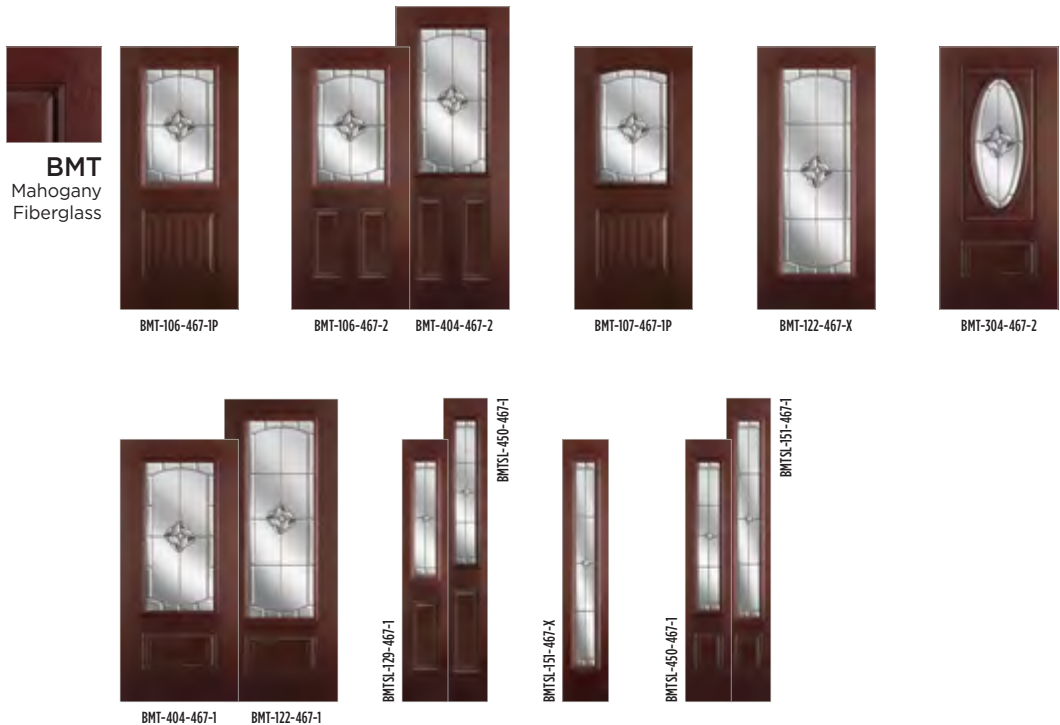 BMT
Mahogany
Fiberglass
BMT-106-467-1P
BMT-106-467-2
BMT-404-467-2
BMT-107-467-1P
BMT-122-467-X
BMT-304-467-2
BMT-404-467-1
BMT-122-467-1
BMTSL-129-467-1
BMTSL-450-467-1
BMTSL-151-467-X
BMTSL-450-467-1
BMTSL-151-467-1